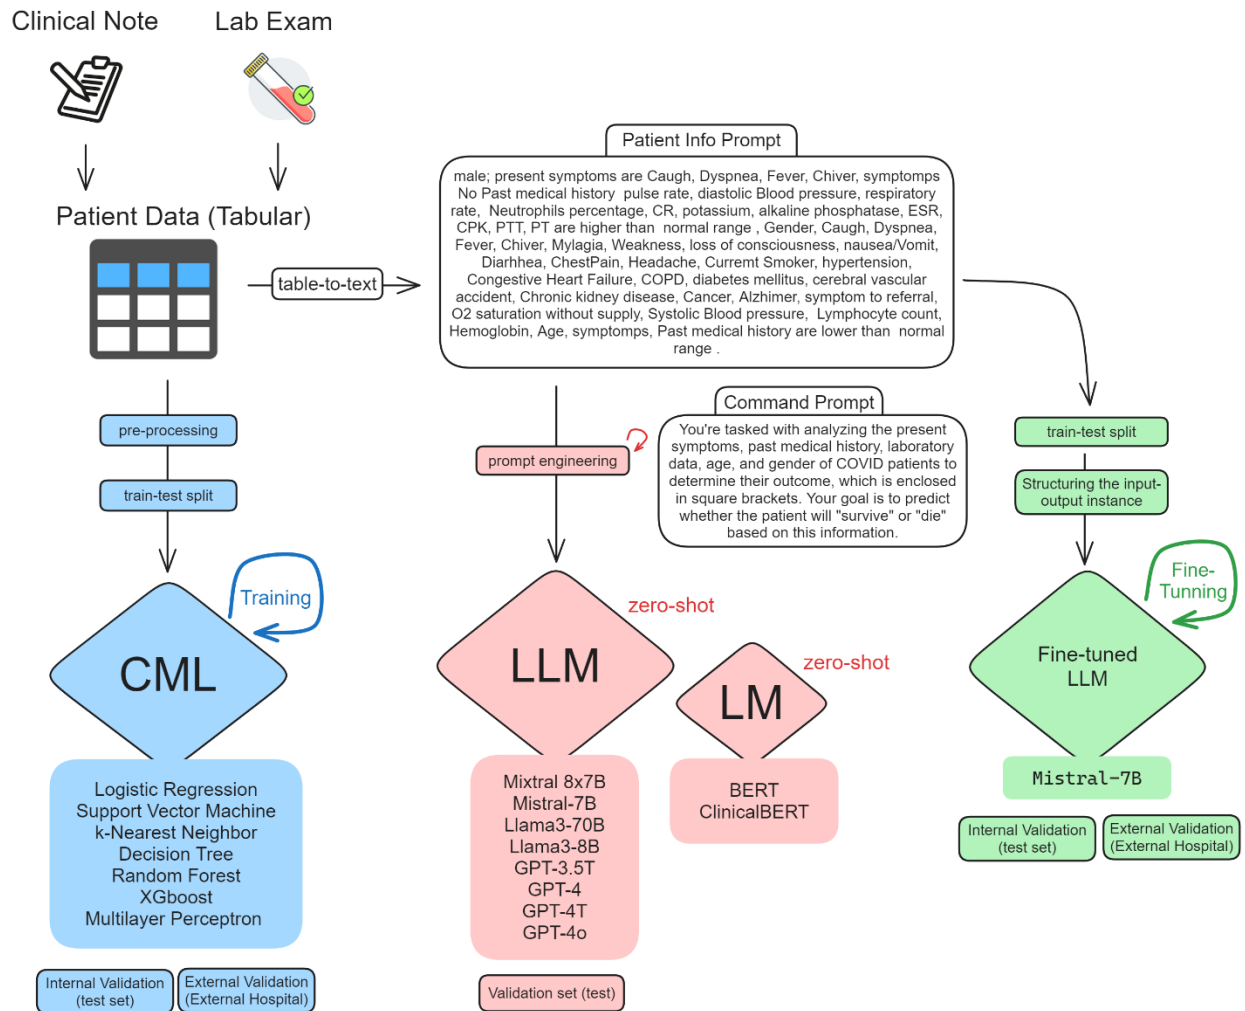 Clinical Note
Lab Exam
Patient Data (Tabular)
table-to-text
Patient Info Prompt
male; present symptoms are Caugh, Dyspnea, Fever, Chiver, symptomps
No Past medical history pulse rate, diastolic Blood pressure, respiratory
rate, Neutrophils percentage, CR, potassium, alkaline phosphatase, ESR,
CPK, PTT, PT are higher than normal range , Gender, Caugh, Dyspnea,
Fever, Chiver, Mylagia, Weakness, loss of consciousness, nausea/Vomit,
Diarhhea, ChestPain, Headache, Curremt Smoker, hypertension,
Congestive Heart Failure, COPD, diabetes mellitus, cerebral vascular
accident, Chronic kidney disease, Cancer, Alzhimer, symptom to referral,
O2 saturation without supply, Systolic Blood pressure, Lymphocyte count,
Hemoglobin, Age, symptomps, Past medical history are lower than normal
range .
pre-processing
train-test split
Training
CML
Logistic Regression
Support Vector Machine
k-Nearest Neighbor
Decision Tree
Random Forest
XGboost
Multilayer Perceptron
Internal Validation
(test set)
External Validation
(External Hospital)
prompt engineering
Command Prompt
You're tasked with analyzing the present
symptoms, past medical history, laboratory
data, age, and gender of COVID patients to
determine their outcome, which is enclosed
in square brackets. Your goal is to predict
whether the patient will "survive" or "die"
based on this information.
zero-shot
LLM
Mixtral 8x7B
Mistral-7B
Llama3-70B
Llama3-8B
GPT-3.5T
GPT-4
GPT-4T
GPT-4o
Validation set (test)
zero-shot
LM
BERT
ClinicalBERT
train-test split
Structuring the input-
output instance
Fine-
Tunning
Fine-tuned
LLM
Mistral-7B
Internal Validation
(test set)
External Validation
(External Hospital)